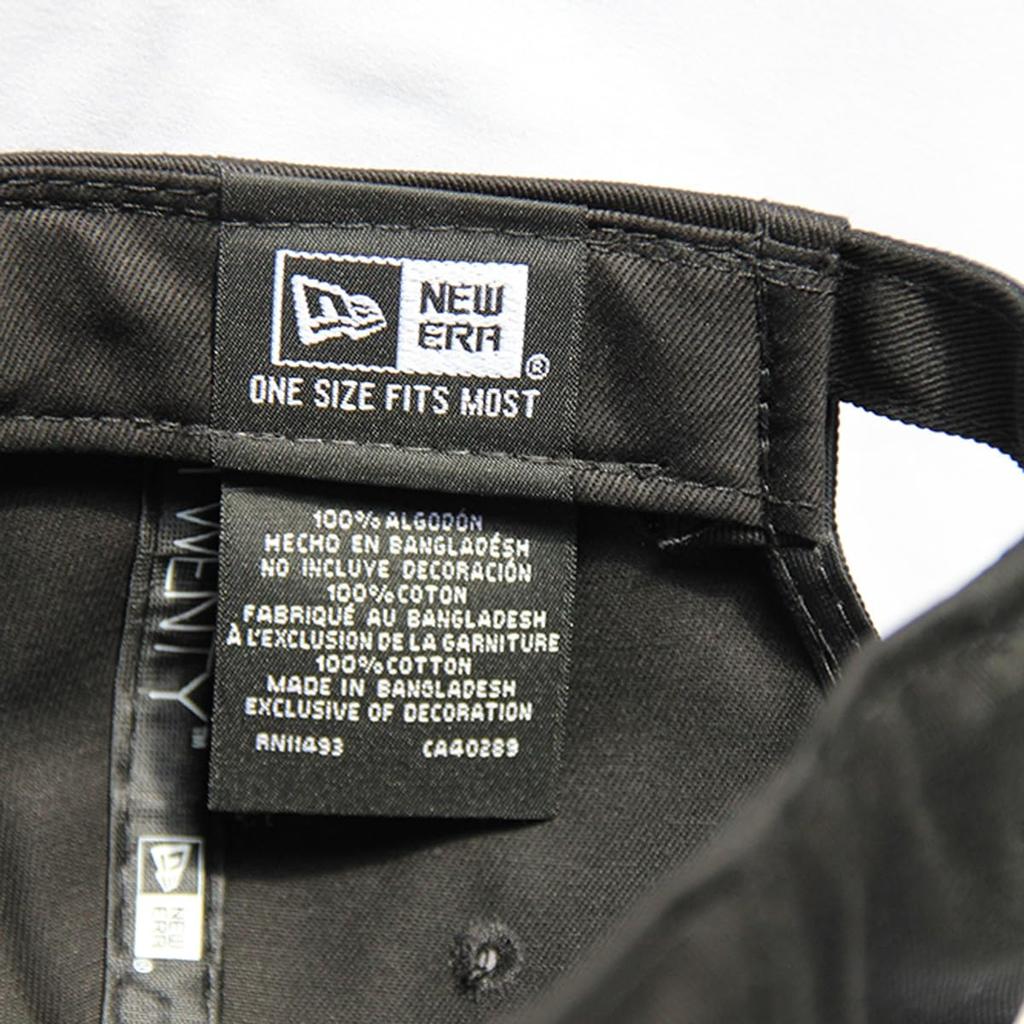 NEW
ERA
®
ONE SIZE FITS MOST
100% ALGODÓN
HECHO EN BANGLADÉSH
NO INCLUYE DECORACIÓN
100% COTON
FABRIQUÉ AU BANGLADESH
À L'EXCLUSION DE LA GARNITURE
100% COTTON
MADE IN BANGLADESH
EXCLUSIVE OF DECORATION
RN11493 CA40289
WENTY™
NEW
ERA
®